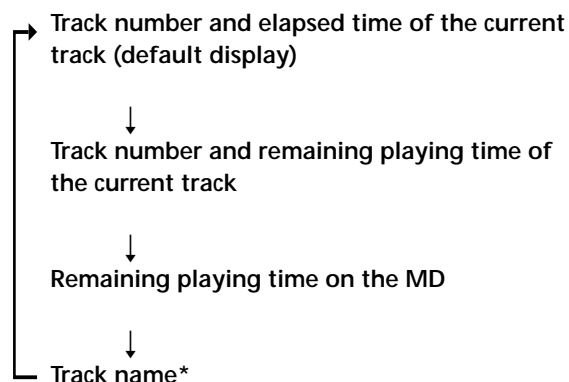 Track number and elapsed time of the current
track (default display)
Track number and remaining playing time of
the current track
Remaining playing time on the MD
Track name*